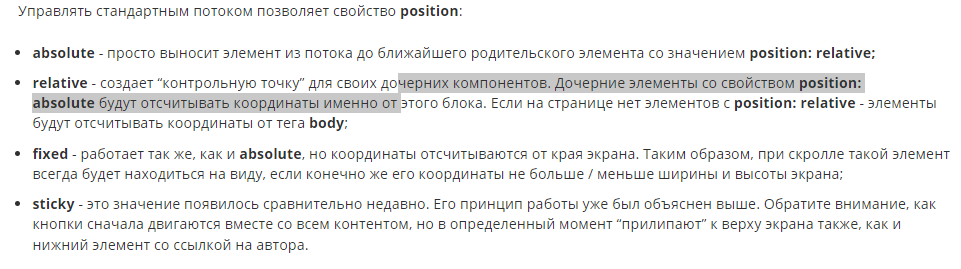 Управлять стандартным потоком позволяет свойство position:
• absolute - просто выносит элемент из потока до ближайшего родительского элемента со значением position: relative;
• relative - создает “контрольную точку” для своих дочерних компонентов. Дочерние элементы со свойством position:
absolute будут отсчитывать координаты именно от этого блока. Если на странице нет элементов с position: relative - элементы
будут отсчитывать координаты от тега body;
• fixed - работает так же, как и absolute, но координаты отсчитываются от края экрана. Таким образом, при скролле такой элемент
всегда будет находиться на виду, если конечно же его координаты не больше / меньше ширины и высоты экрана;
• sticky - это значение появилось сравнительно недавно. Его принцип работы уже был объяснен выше. Обратите внимание, как
кнопки сначала двигаются вместе со всем контентом, но в определенный момент “прилипают” к верху экрана также, как и
нижний элемент со ссылкой на автора.